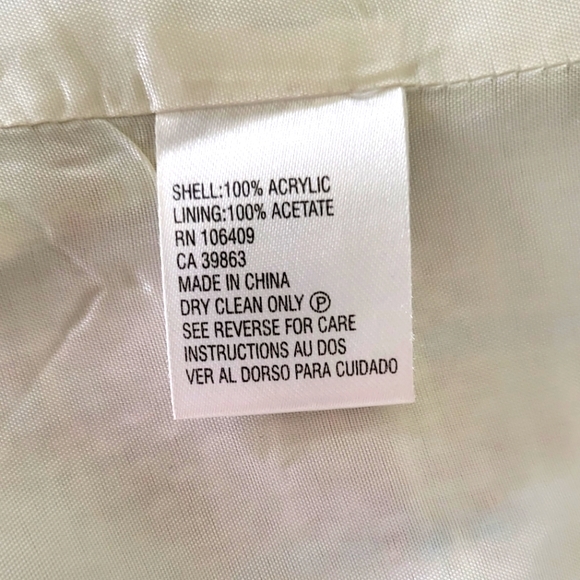 SHELL:100% ACRYLIC
LINING:100% ACETATE
RN 106409
CA 39863
MADE IN CHINA
DRY CLEAN ONLY Ⓟ
SEE REVERSE FOR CARE
INSTRUCTIONS AU DOS
VER AL DORSO PARA CUIDADO